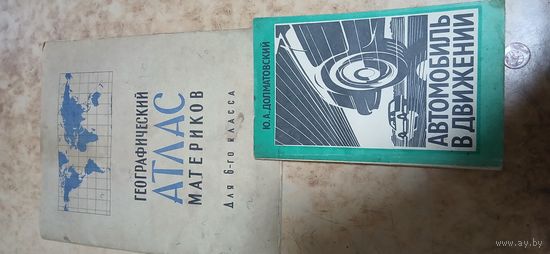 ГЕОГРАФИЧЕСКИЙ
АТЛАС
МАТЕРИКОВ
Для 6-го класса
Ю.А.ДОЛМАТОВСКИЙ
АВТОМОБИЛЬ
В ДВИЖЕНИИ
www.ay.by